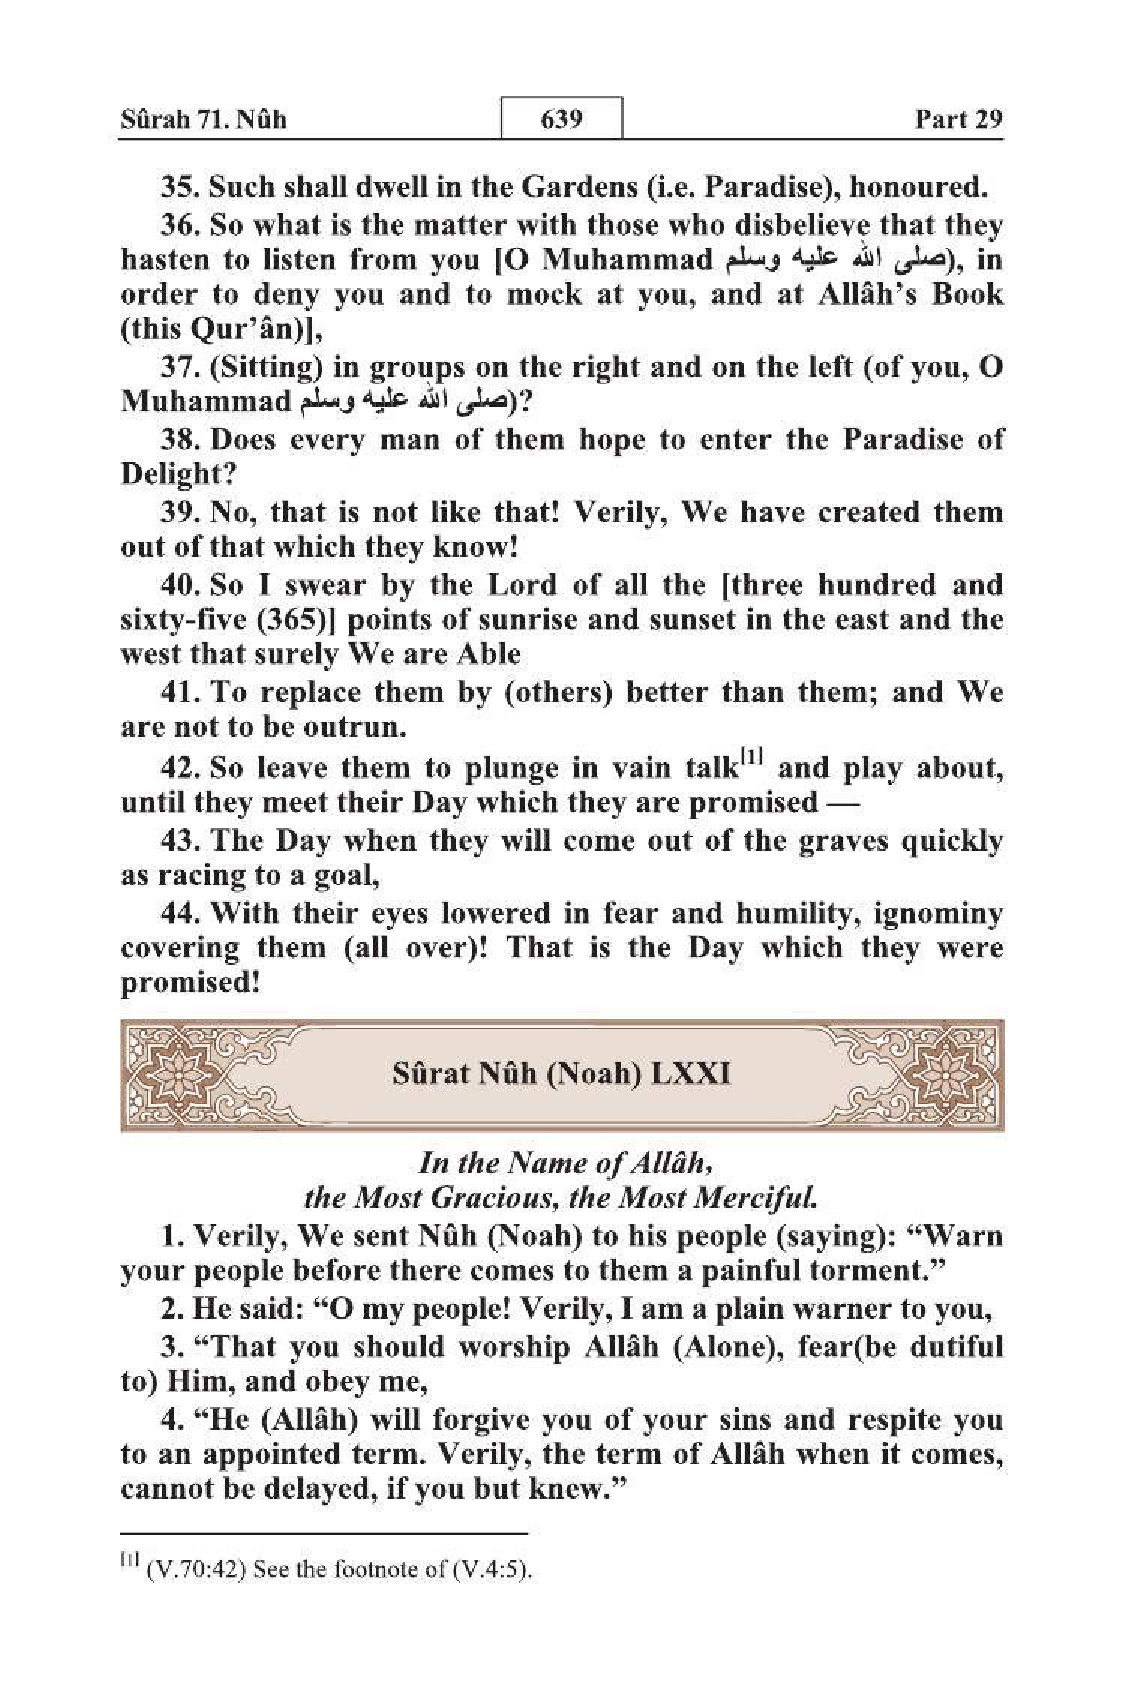 Sûrah 71. Nûh 639 Part 29
35. Such shall dwell in the Gardens (i.e. Paradise), honoured.
36. So what is the matter with those who disbelieve that they
hasten to listen from you [O Muhammad صلى الله عليه وسلم), in
order to deny you and to mock at you, and at Allâh’s Book
(this Qur’ân)],
37. (Sitting) in groups on the right and on the left (of you, O
Muhammad صلى الله عليه وسلم)?
38. Does every man of them hope to enter the Paradise of
Delight?
39. No, that is not like that! Verily, We have created them
out of that which they know!
40. So I swear by the Lord of all the [three hundred and
sixty-five (365)] points of sunrise and sunset in the east and the
west that surely We are Able
41. To replace them by (others) better than them; and We
are not to be outrun.
42. So leave them to plunge in vain talk[1] and play about,
until they meet their Day which they are promised —
43. The Day when they will come out of the graves quickly
as racing to a goal,
44. With their eyes lowered in fear and humility, ignominy
covering them (all over)! That is the Day which they were
promised!
Sûrat Nûh (Noah) LXXI
In the Name of Allâh,
the Most Gracious, the Most Merciful.
1. Verily, We sent Nûh (Noah) to his people (saying): “Warn
your people before there comes to them a painful torment.”
2. He said: “O my people! Verily, I am a plain warner to you,
3. “That you should worship Allâh (Alone), fear(be dutiful
to) Him, and obey me,
4. “He (Allâh) will forgive you of your sins and respite you
to an appointed term. Verily, the term of Allâh when it comes,
cannot be delayed, if you but knew.”
[1] (V.70:42) See the footnote of (V.4:5).